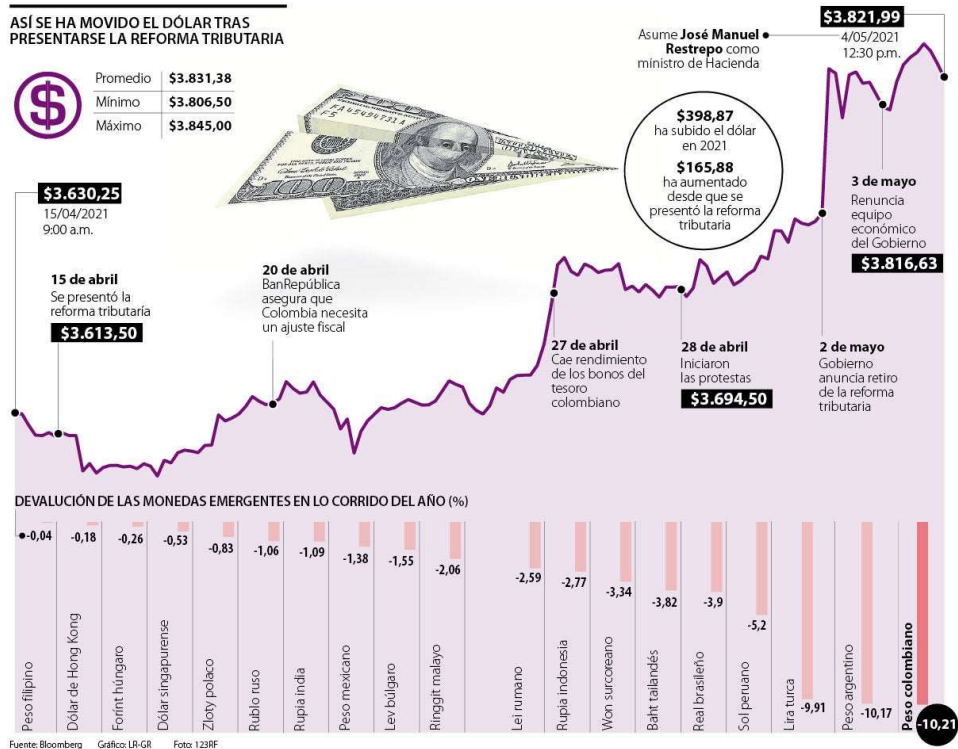 ASÍ SE HA MOVIDO EL DÓLAR TRAS
PRESENTARSE LA REFORMA TRIBUTARIA
$
Promedio $3.831,38
Mínimo $3.806,50
Máximo $3.845,00
$3.630,25
15/04/2021
9:00 a.m.
15 de abril
Se presentó la
reforma tributaría
$3.613,50
20 de abril
BanRepública
asegura que
Colombia necesita
un ajuste fiscal
FA 45494731 A
F5
100
$398,87
ha subido el dólar
en 2021
$165,88
ha aumentado
desde que se
presentó la reforma
tributaria
Asume José Manuel
Restrepo como
ministro de Hacienda
$3.821,99
4/05/2021
12:30 p.m.
27 de abril
Cae rendimiento
de los bonos del
tesoro
colombiano
28 de abril
Iniciaron
las protestas
$3.694,50
2 de mayo
Gobierno
anuncia retiro
de la reforma
tributaria
3 de mayo
Renuncia
equipo
económico
del Gobierno
$3.816,63
DEVALUCIÓN DE LAS MONEDAS EMERGENTES EN LO CORRIDO DEL AÑO (%)
-0,04
Peso filipino
-0,18
Dólar de Hong Kong
-0,26
Forint húngaro
-0,53
Dólar singapurense
-0,83
Zloty polaco
-1,06
Rublo ruso
-1,09
Rupia india
-1,38
Peso mexicano
-1,55
Lev búlgaro
-2,06
Ringgit malayo
-2,59
Lei rumano
-2,77
Rupia indonesia
-3,34
Won surcoreano
-3,82
Baht tailandés
-3,9
Real brasileño
-5,2
Sol peruano
-9,91
Lira turca
-10,17
Peso argentino
-10,21
Peso colombiano
Fuente: Bloomberg Gráfico: LR-GR Foto: 123RF